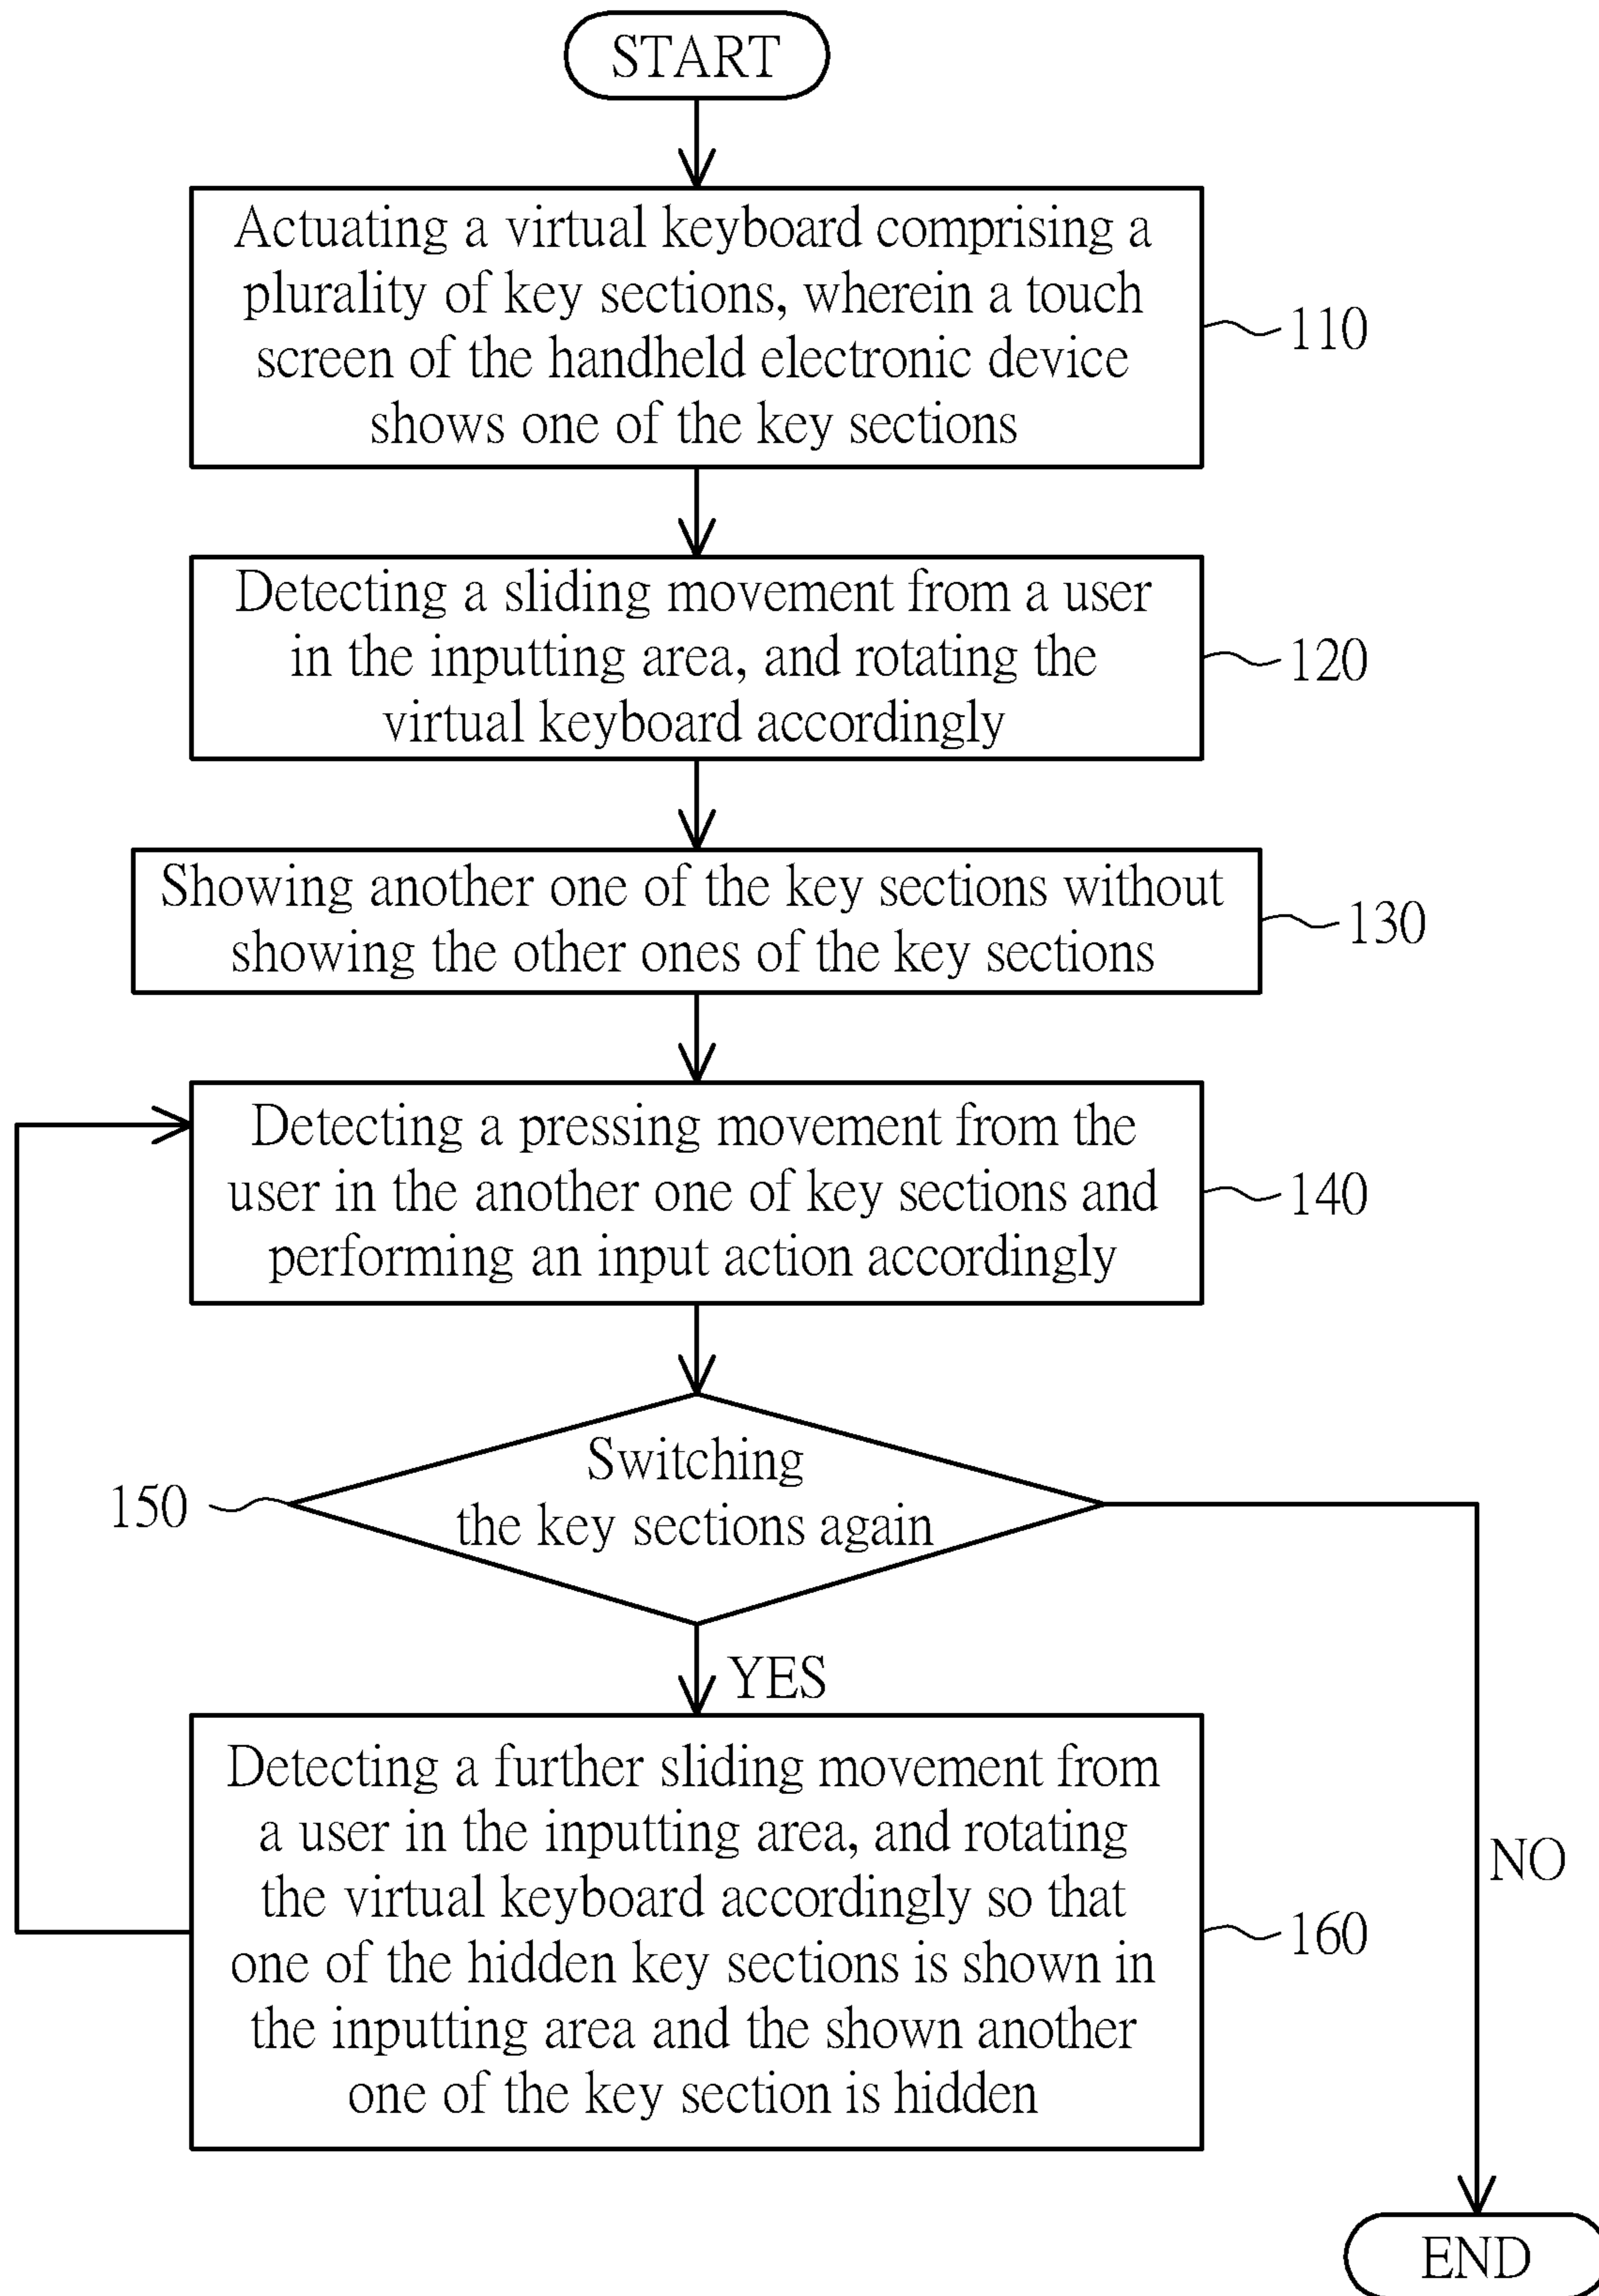 START
Actuating a virtual keyboard comprising a
plurality of key sections, wherein a touch
screen of the handheld electronic device
shows one of the key sections
110
Detecting a sliding movement from a user
in the inputting area, and rotating the
virtual keyboard accordingly
120
Showing another one of the key sections without
showing the other ones of the key sections
130
Detecting a pressing movement from the
user in the another one of key sections and
performing an input action accordingly
140
Switching
the key sections again
150
YES
NO
Detecting a further sliding movement from
a user in the inputting area, and rotating
the virtual keyboard accordingly so that
one of the hidden key sections is shown in
the inputting area and the shown another
one of the key section is hidden
160
END